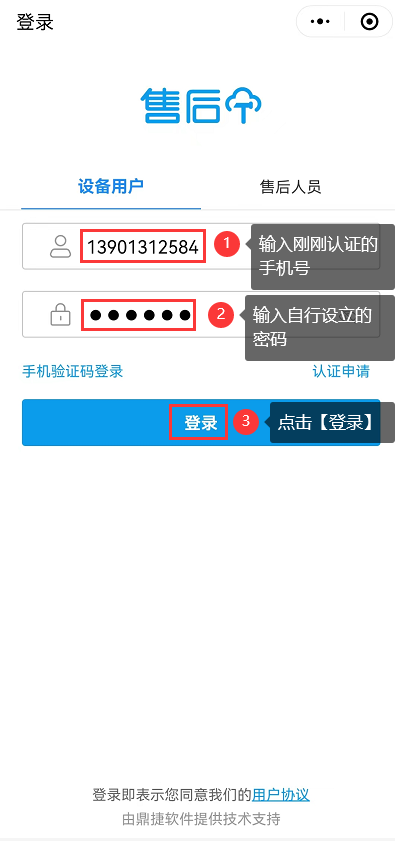 登录
售后
设备用户
售后人员
13901312584
1
输入刚刚认证的
手机号
●●●●●●
2
输入自行设立的
密码
手机验证码登录
认证申请
登录
3
点击【登录】
登录即表示您同意我们的用户协议
由鼎捷软件提供技术支持